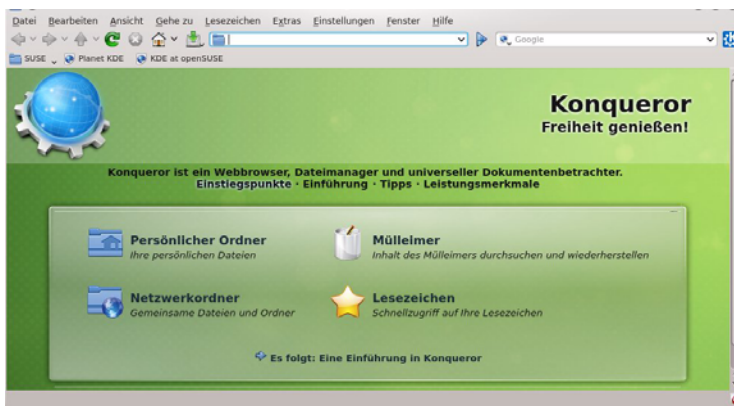 Datei Bearbeiten Ansicht Gehe zu Lesezeichen Extras Einstellungen Fenster Hilfe
Google
SUSE Planet KDE KDE at openSUSE
Konqueror
Freiheit genießen!
Konqueror ist ein Webbrowser, Dateimanager und universeller Dokumentenbetrachter.
Einstiegspunkte · Einführung · Tipps · Leistungsmerkmale
Persönlicher Ordner
Ihre persönlichen Dateien
Mülleimer
Inhalt des Mülleimers durchsuchen und wiederherstellen
Netzwerkordner
Gemeinsame Dateien und Ordner
Lesezeichen
Schnellzugriff auf Ihre Lesezeichen
Es folgt: Eine Einführung in Konqueror